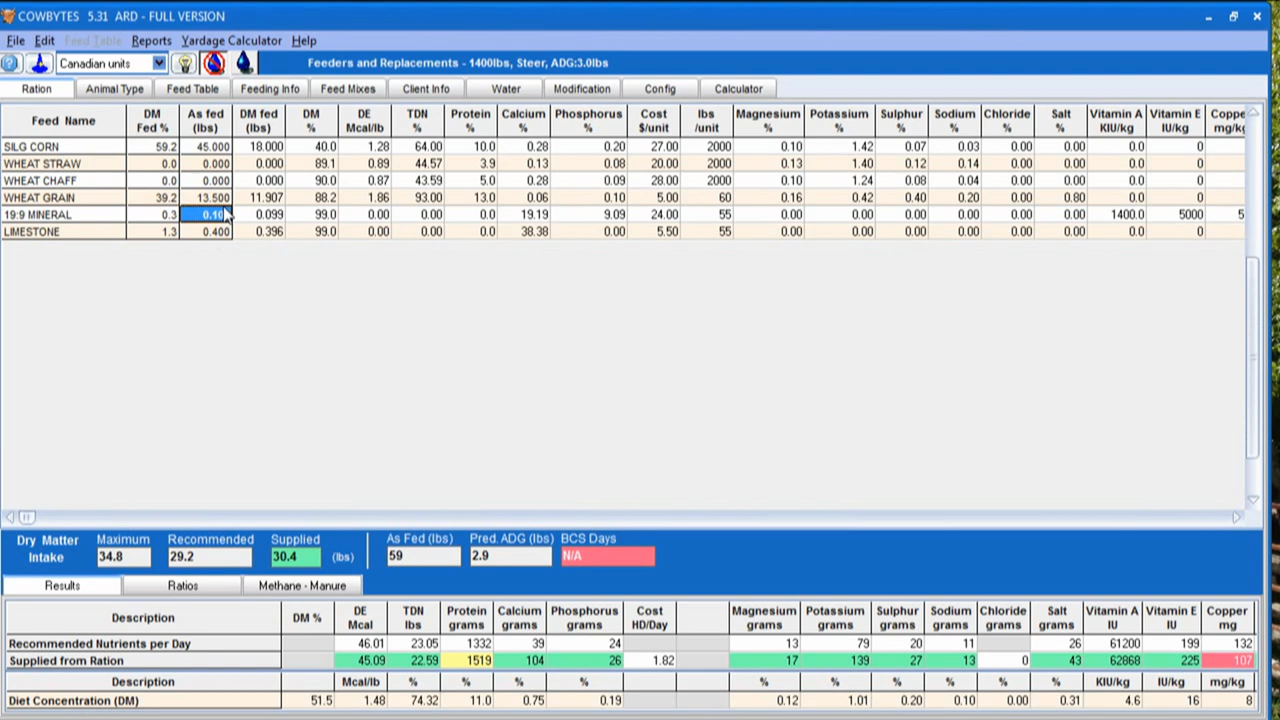 COWBYTES 5.31 ARD - FULL VERSION
File Edit Feed Table Reports Yardage Calculator Help
Canadian units Feeders and Replacements - 1400lbs, Steer, ADG:3.0lbs
Ration Animal Type Feed Table Feeding Info Feed Mixes Client Info Water Modification Config Calculator
Feed Name DM As fed DM fed DM DE TDN Protein Calcium Phosphorus Cost lbs Magnesium Potassium Sulphur Sodium Chloride Salt Vitamin A Vitamin E Coppe
Fed % (lbs) (lbs) % Mcal/lb % % % % $/unit /unit % % % % % % KIU/kg IU/kg mg/kg
SILG CORN 59.2 45.000 18.000 40.0 1.28 64.00 10.0 0.28 0.20 27.00 2000 0.10 1.42 0.07 0.03 0.00 0.00 0.0 0
WHEAT STRAW 0.0 0.000 0.000 89.1 0.89 44.57 3.9 0.13 0.08 20.00 2000 0.13 1.40 0.12 0.14 0.00 0.00 0.0 0
WHEAT CHAFF 0.0 0.000 0.000 90.0 0.87 43.59 5.0 0.28 0.09 28.00 2000 0.10 1.24 0.08 0.04 0.00 0.00 0.0 0
WHEAT GRAIN 39.2 13.500 11.907 88.2 1.86 93.00 13.0 0.06 0.10 5.00 60 0.16 0.42 0.40 0.20 0.00 0.80 0.0 0
19:9 MINERAL 0.3 0.10 0.099 99.0 0.00 0.00 0.0 19.19 9.09 24.00 55 0.00 0.00 0.00 0.00 0.00 0.00 1400.0 5000 5
LIMESTONE 1.3 0.400 0.396 99.0 0.00 0.00 0.0 38.38 0.00 5.50 55 0.00 0.00 0.00 0.00 0.00 0.00 0.0 0
Dry Matter Maximum Recommended Supplied As Fed (lbs) Pred. ADG (lbs) BCS Days
Intake 34.8 29.2 30.4 (lbs) 59 2.9 N/A
Results Ratios Methane - Manure
Description DM % DE TDN Protein Calcium Phosphorus Cost Magnesium Potassium Sulphur Sodium Chloride Salt Vitamin A Vitamin E Copper
Mcal lbs grams grams grams HD/Day grams grams grams grams grams grams IU IU mg
Recommended Nutrients per Day 46.01 23.05 1332 39 24 13 79 20 11 26 61200 199 132
Supplied from Ration 45.09 22.59 1519 104 26 1.82 17 139 27 13 0 43 62868 225 107
Description Mcal/lb % % % % % % % % % % KIU/kg IU/kg mg/kg
Diet Concentration (DM) 51.5 1.48 74.32 11.0 0.75 0.19 0.12 1.01 0.20 0.10 0.00 0.31 4.6 16 8